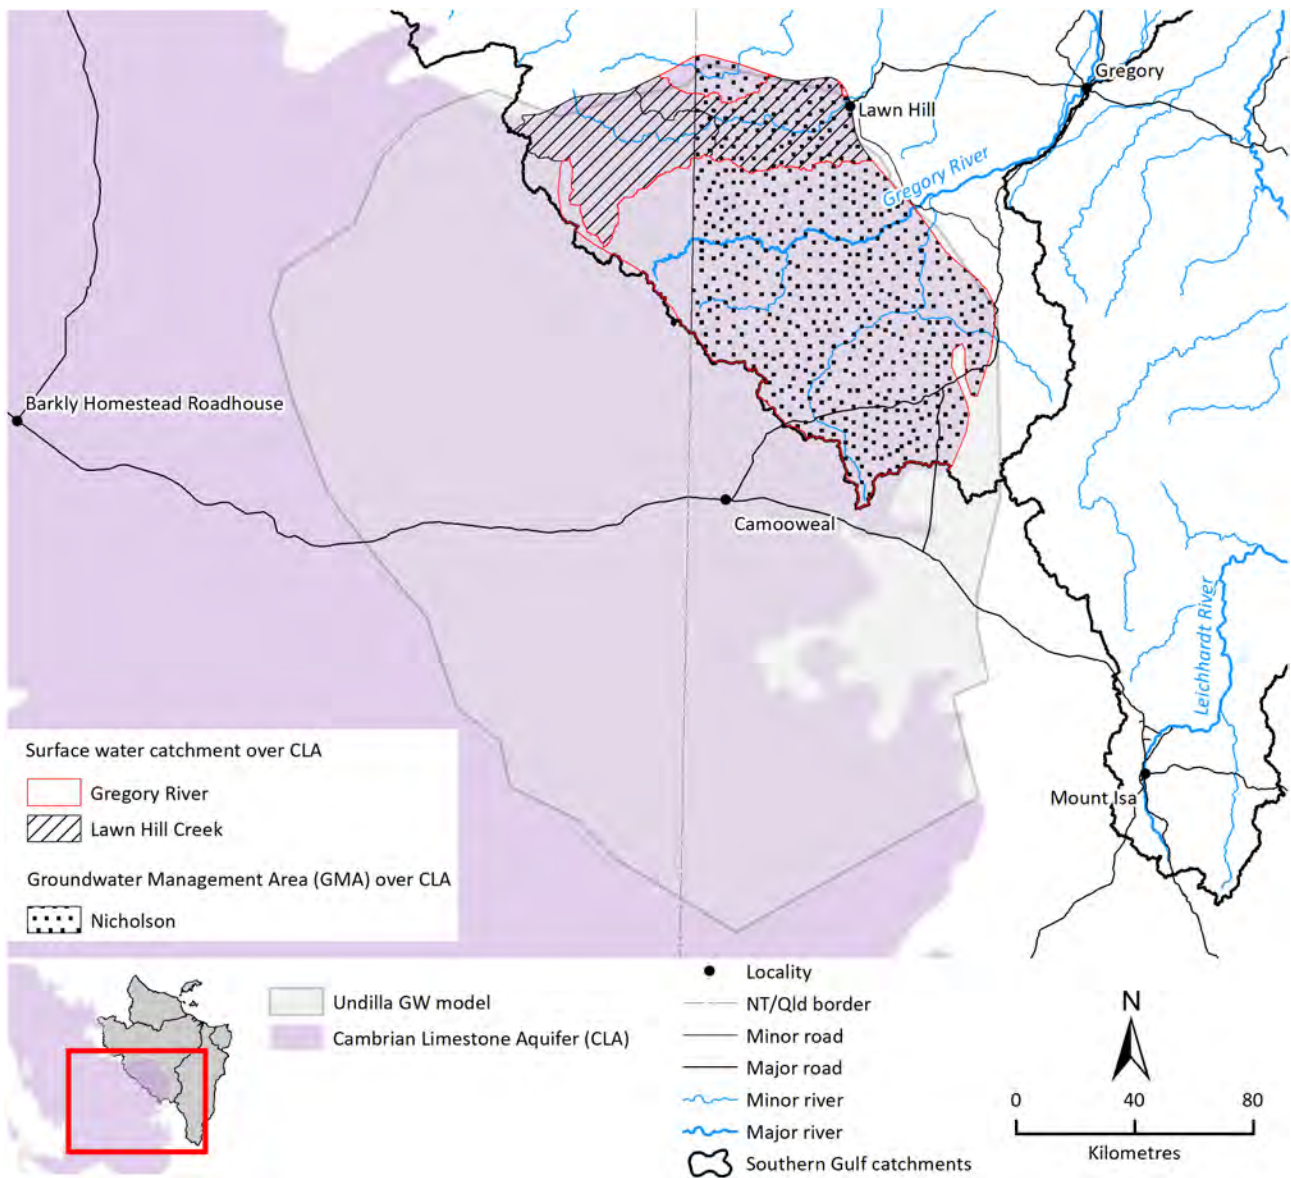 Gregory
Lawn Hill
Gregory River
Barkly Homestead Roadhouse
Camooweal
Leichhardt River
Mount Isa
Surface water catchment over CLA
Gregory River
Lawn Hill Creek
Groundwater Management Area (GMA) over CLA
Nicholson
Undilla GW model
Cambrian Limestone Aquifer (CLA)
Locality
NT/Qld border
Minor road
Major road
Minor river
Major river
Southern Gulf catchments
N
0 40 80
Kilometres